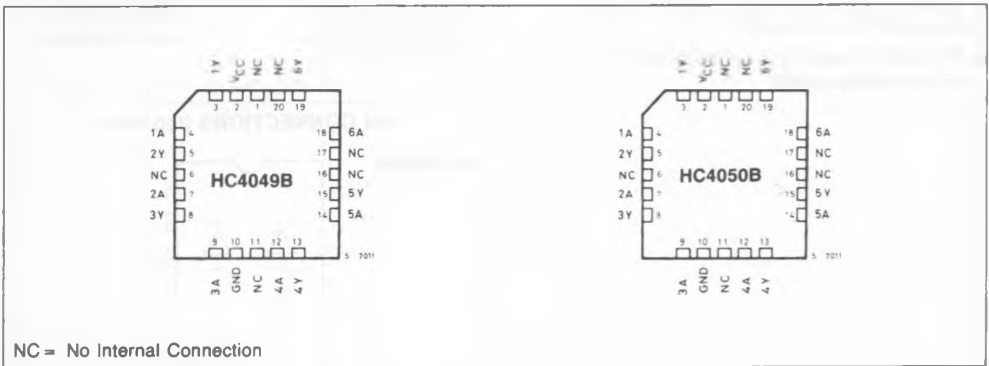 1Y VCC NC NC 6Y
3 2 1 20 19
1A 4 18 6A
2Y 5 17 NC
NC 6 16 NC
HC4049B
2A 7 15 5Y
3Y 8 14 5A
9 10 11 12 13
3A GND NC 4A 4Y
S 7011
1Y VCC NC NC 6Y
3 2 1 20 19
1A 4 18 6A
2Y 5 17 NC
NC 6 16 NC
HC4050B
2A 7 15 5Y
3Y 8 14 5A
9 10 11 12 13
3A GND NC 4A 4Y
S 7011
NC = No Internal Connection